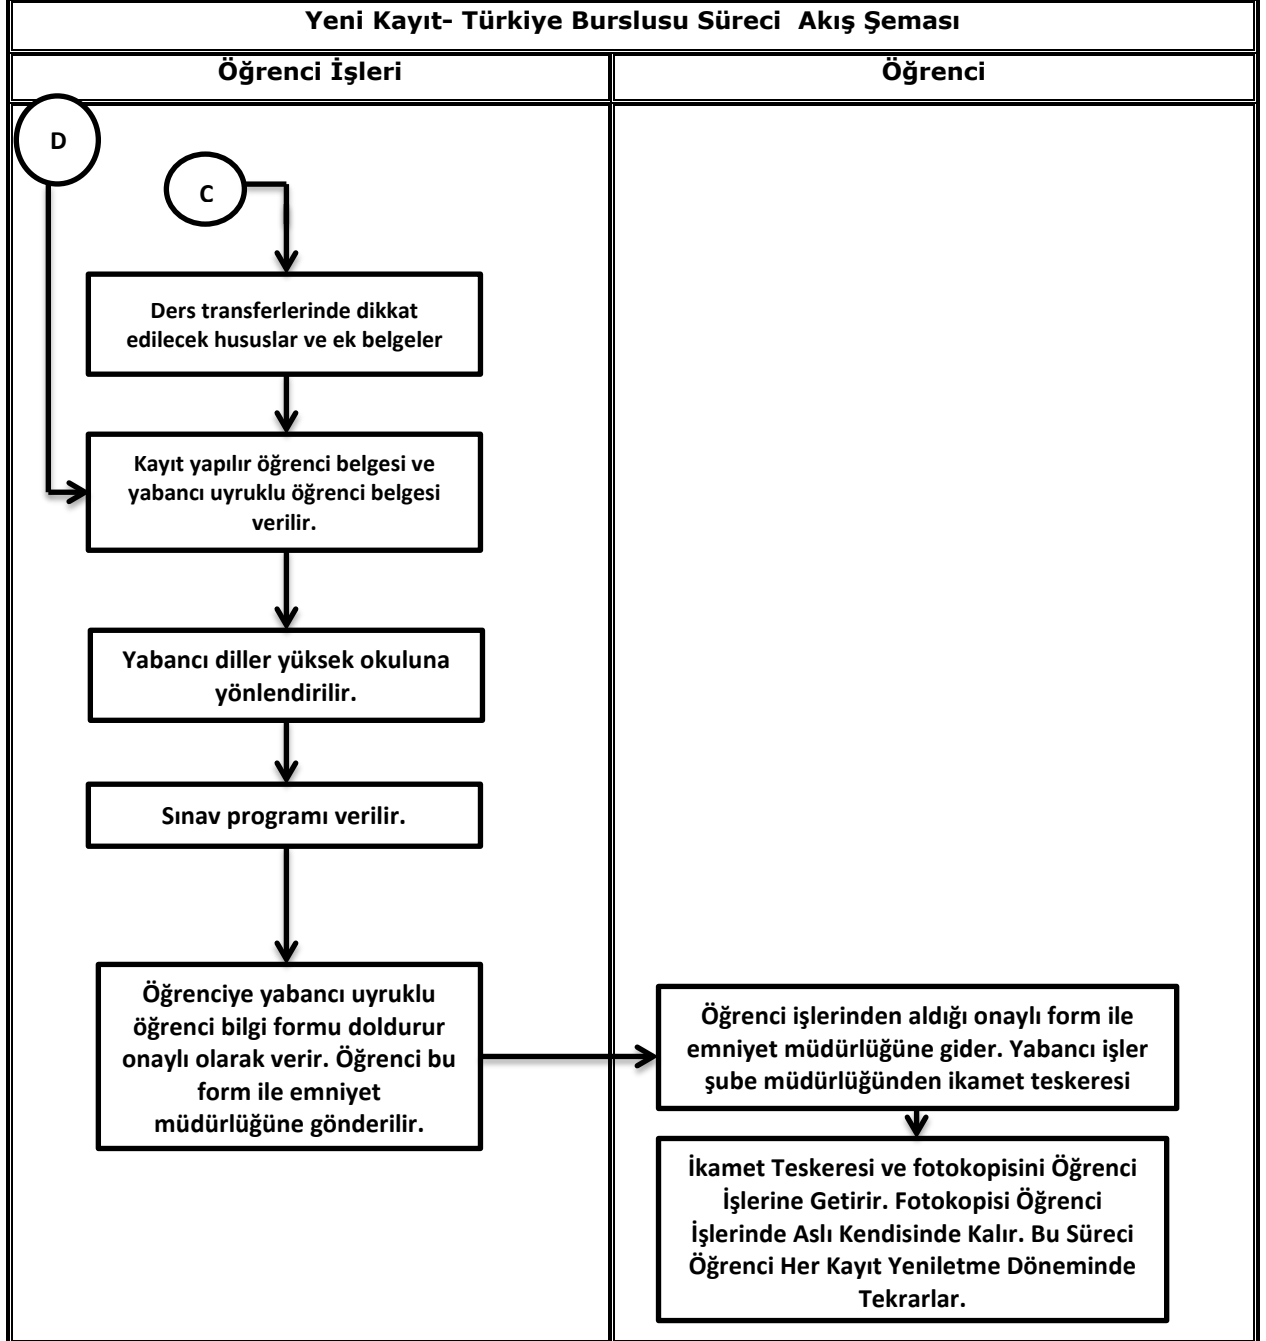 Yeni Kayıt- Türkiye Burslusu Süreci  Akış Şeması
Öğrenci İşleri
Öğrenci
D
C
Ders transferlerinde dikkat
edilecek hususlar ve ek belgeler
Kayıt yapılır öğrenci belgesi ve
yabancı uyruklu öğrenci belgesi
verilir.
Yabancı diller yüksek okuluna
yönlendirilir.
Sınav programı verilir.
Öğrenciye yabancı uyruklu
öğrenci bilgi formu doldurur
onaylı olarak verir. Öğrenci bu
form ile emniyet
müdürlüğüne gönderilir.
Öğrenci işlerinden aldığı onaylı form ile
emniyet müdürlüğüne gider. Yabancı işler
şube müdürlüğünden ikamet teskeresi
İkamet Teskeresi ve fotokopisini Öğrenci
İşlerine Getirir. Fotokopisi Öğrenci
İşlerinde Aslı Kendisinde Kalır. Bu Süreci
Öğrenci Her Kayıt Yeniletme Döneminde
Tekrarlar.